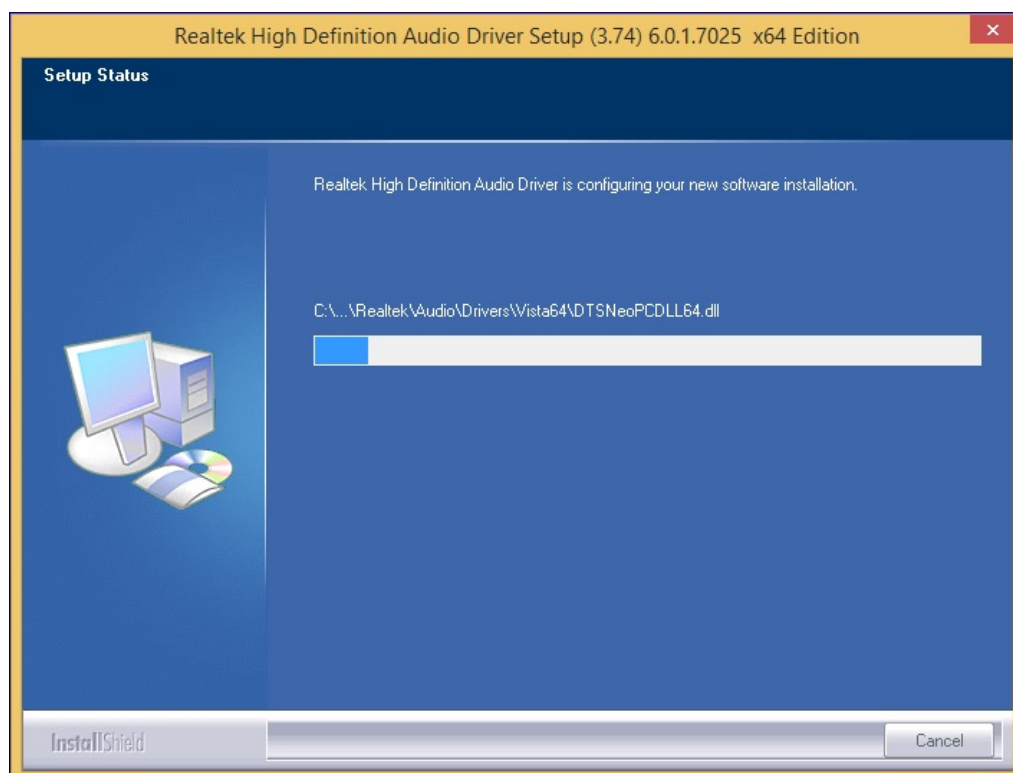 Realtek High Definition Audio Driver Setup (3.74) 6.0.1.7025 x64 Edition
Setup Status
Realtek High Definition Audio Driver is configuring your new software installation.
C:\...\Realtek\Audio\Drivers\Vista64\DTSNeoPCDLL64.dll
InstallShield
Cancel